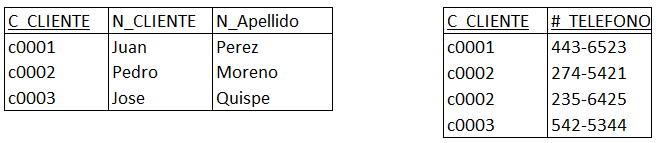 C_CLIENTE N_CLIENTE N_Apellido
c0001 Juan Perez
c0002 Pedro Moreno
c0003 Jose Quispe
C_CLIENTE #_TELEFONO
c0001 443-6523
c0002 274-5421
c0002 235-6425
c0003 542-5344